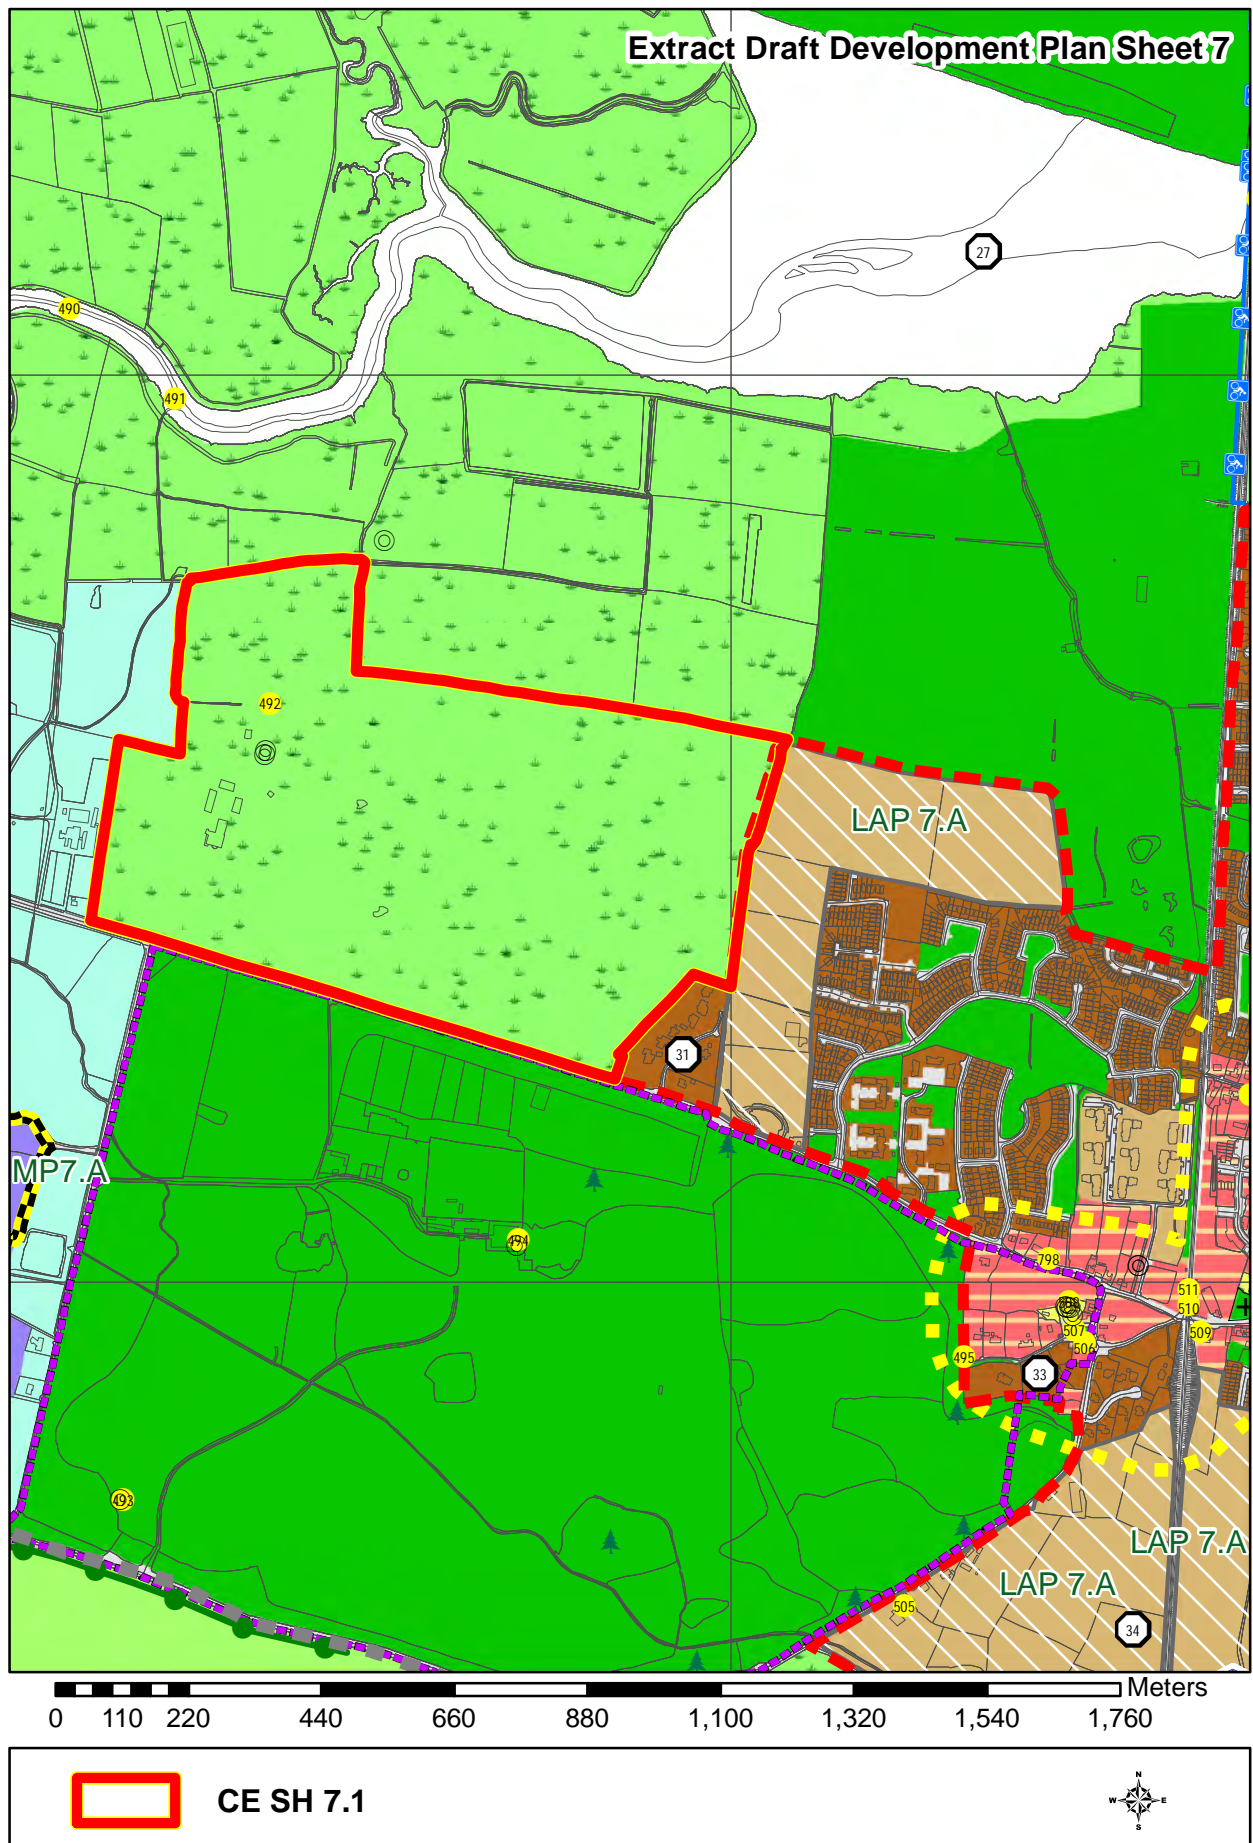 Extract Draft Development Plan Sheet 7
27
490
491
492
LAP 7.A
31
MP7.A
494
798
511
510
507
509
506
495
33
493
LAP 7.A
LAP 7.A
505
34
Meters
0 110 220 440 660 880 1,100 1,320 1,540 1,760
CE SH 7.1
N
W E
S